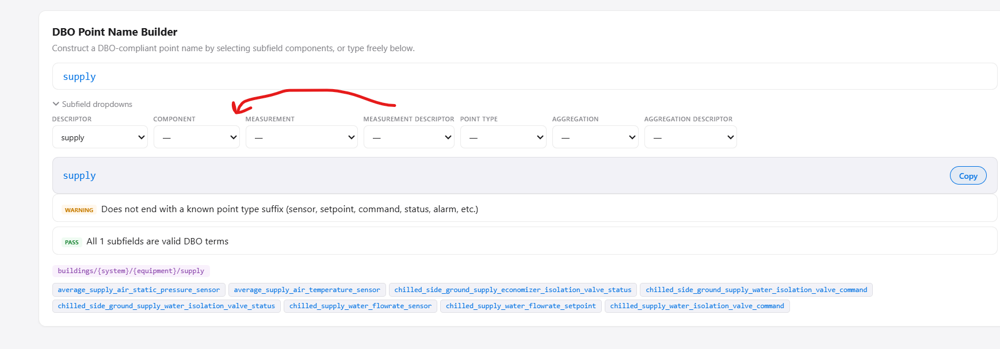 DBO Point Name Builder
Construct a DBO-compliant point name by selecting subfield components, or type freely below.
supply
Subfield dropdowns
DESCRIPTOR COMPONENT MEASUREMENT MEASUREMENT DESCRIPTOR POINT TYPE AGGREGATION AGGREGATION DESCRIPTOR
supply — — — — — —
supply Copy
WARNING Does not end with a known point type suffix (sensor, setpoint, command, status, alarm, etc.)
PASS All 1 subfields are valid DBO terms
buildings/{system}/{equipment}/supply
average_supply_air_static_pressure_sensor average_supply_air_temperature_sensor chilled_side_ground_supply_economizer_isolation_valve_status chilled_side_ground_supply_water_isolation_valve_command
chilled_side_ground_supply_water_isolation_valve_status chilled_supply_water_flowrate_sensor chilled_supply_water_flowrate_setpoint chilled_supply_water_isolation_valve_command